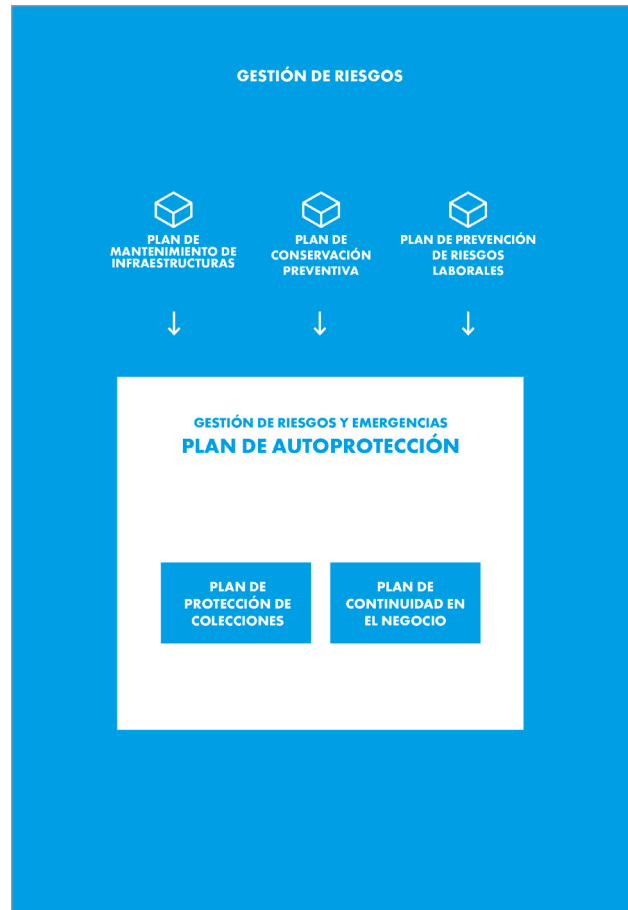 GESTIÓN DE RIESGOS
PLAN DE
MANTENIMIENTO DE
INFRAESTRUCTURAS
PLAN DE
CONSERVACIÓN
PREVENTIVA
PLAN DE PREVENCIÓN
DE RIESGOS
LABORALES
GESTIÓN DE RIESGOS Y EMERGENCIAS
PLAN DE AUTOPROTECCIÓN
PLAN DE
PROTECCIÓN DE
COLECCIONES
PLAN DE
CONTINUIDAD EN
EL NEGOCIO